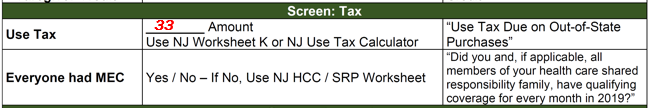 Screen: Tax
Use Tax
33 Amount
Use NJ Worksheet K or NJ Use Tax Calculator
“Use Tax Due on Out-of-State
Purchases”
Everyone had MEC
Yes / No – If No, Use NJ HCC / SRP Worksheet
“Did you and, if applicable, all
members of your health care shared
responsibility family, have qualifying
coverage for every month in 2019?”